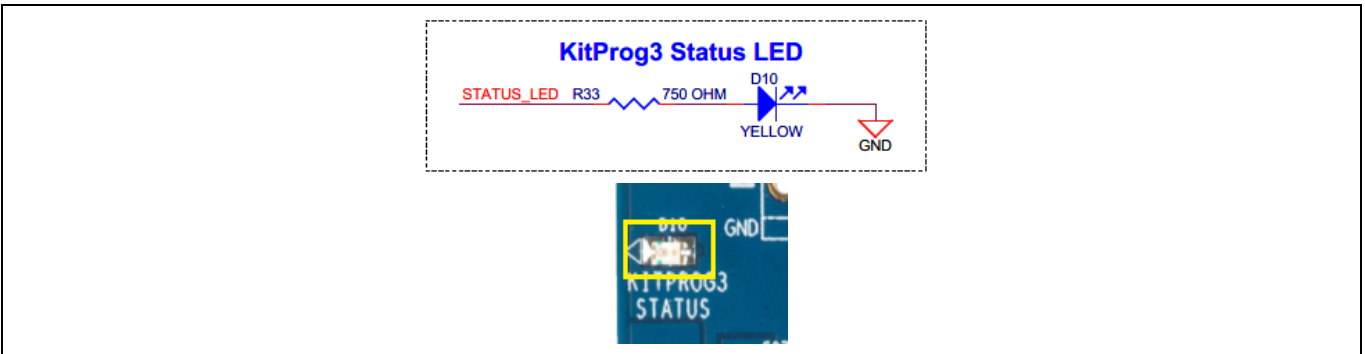 KitProg3 Status LED
D10
STATUS_LED R33 750 OHM
YELLOW
GND
D10
GND
KITPROG3
STATUS